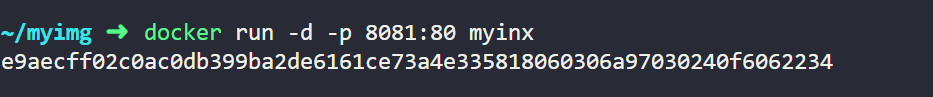 ~/myimg ➜ docker run -d -p 8081:80 myinx
e9aecff02c0ac0db399ba2de6161ce73a4e335818060306a97030240f6062234